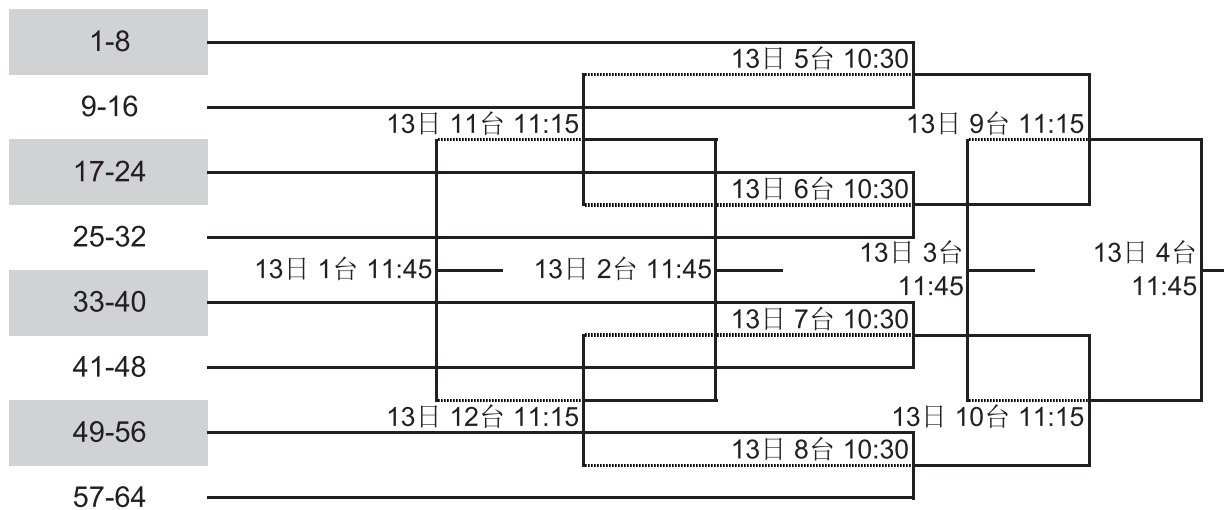 1-8
13日 5台 10:30
9-16
13日 11台 11:15
13日 9台 11:15
17-24
13日 6台 10:30
25-32
13日 1台 11:45
13日 2台 11:45
13日 3台
11:45
13日 4台
11:45
33-40
13日 7台 10:30
41-48
13日 12台 11:15
13日 10台 11:15
49-56
13日 8台 10:30
57-64